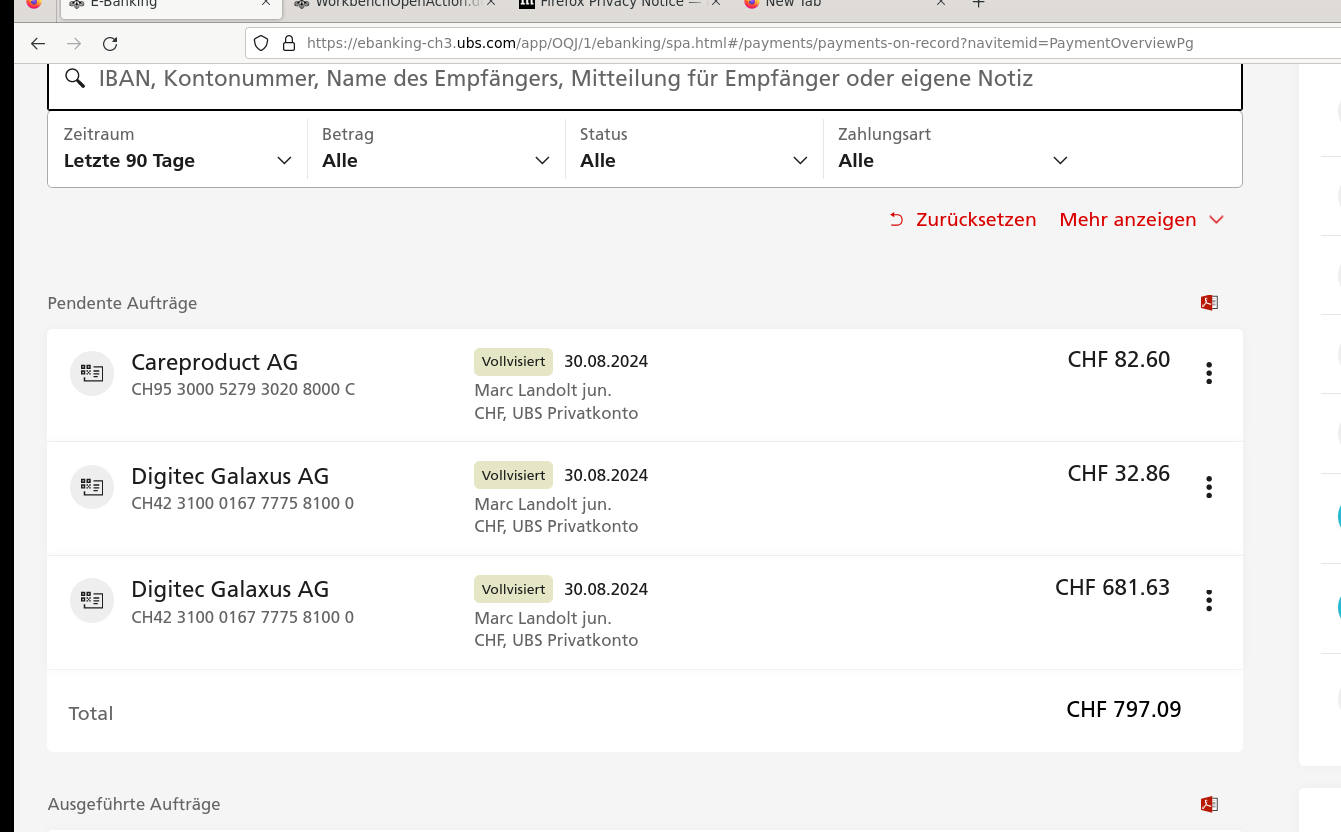 E-Banking
WorkbenchOpenAction.d
Firefox Privacy Notice —
New Tab
https://ebanking-ch3.ubs.com/app/OQJ/1/ebanking/spa.html#/payments/payments-on-record?navitemid=PaymentOverviewPg
IBAN, Kontonummer, Name des Empfängers, Mitteilung für Empfänger oder eigene Notiz
Zeitraum
Letzte 90 Tage
Betrag
Alle
Status
Alle
Zahlungsart
Alle
Zurücksetzen
Mehr anzeigen
Pendente Aufträge
Careproduct AG
CH95 3000 5279 3020 8000 C
Vollvisiert 30.08.2024
Marc Landolt jun.
CHF, UBS Privatkonto
CHF 82.60
Digitec Galaxus AG
CH42 3100 0167 7775 8100 0
Vollvisiert 30.08.2024
Marc Landolt jun.
CHF, UBS Privatkonto
CHF 32.86
Digitec Galaxus AG
CH42 3100 0167 7775 8100 0
Vollvisiert 30.08.2024
Marc Landolt jun.
CHF, UBS Privatkonto
CHF 681.63
Total
CHF 797.09
Ausgeführte Aufträge